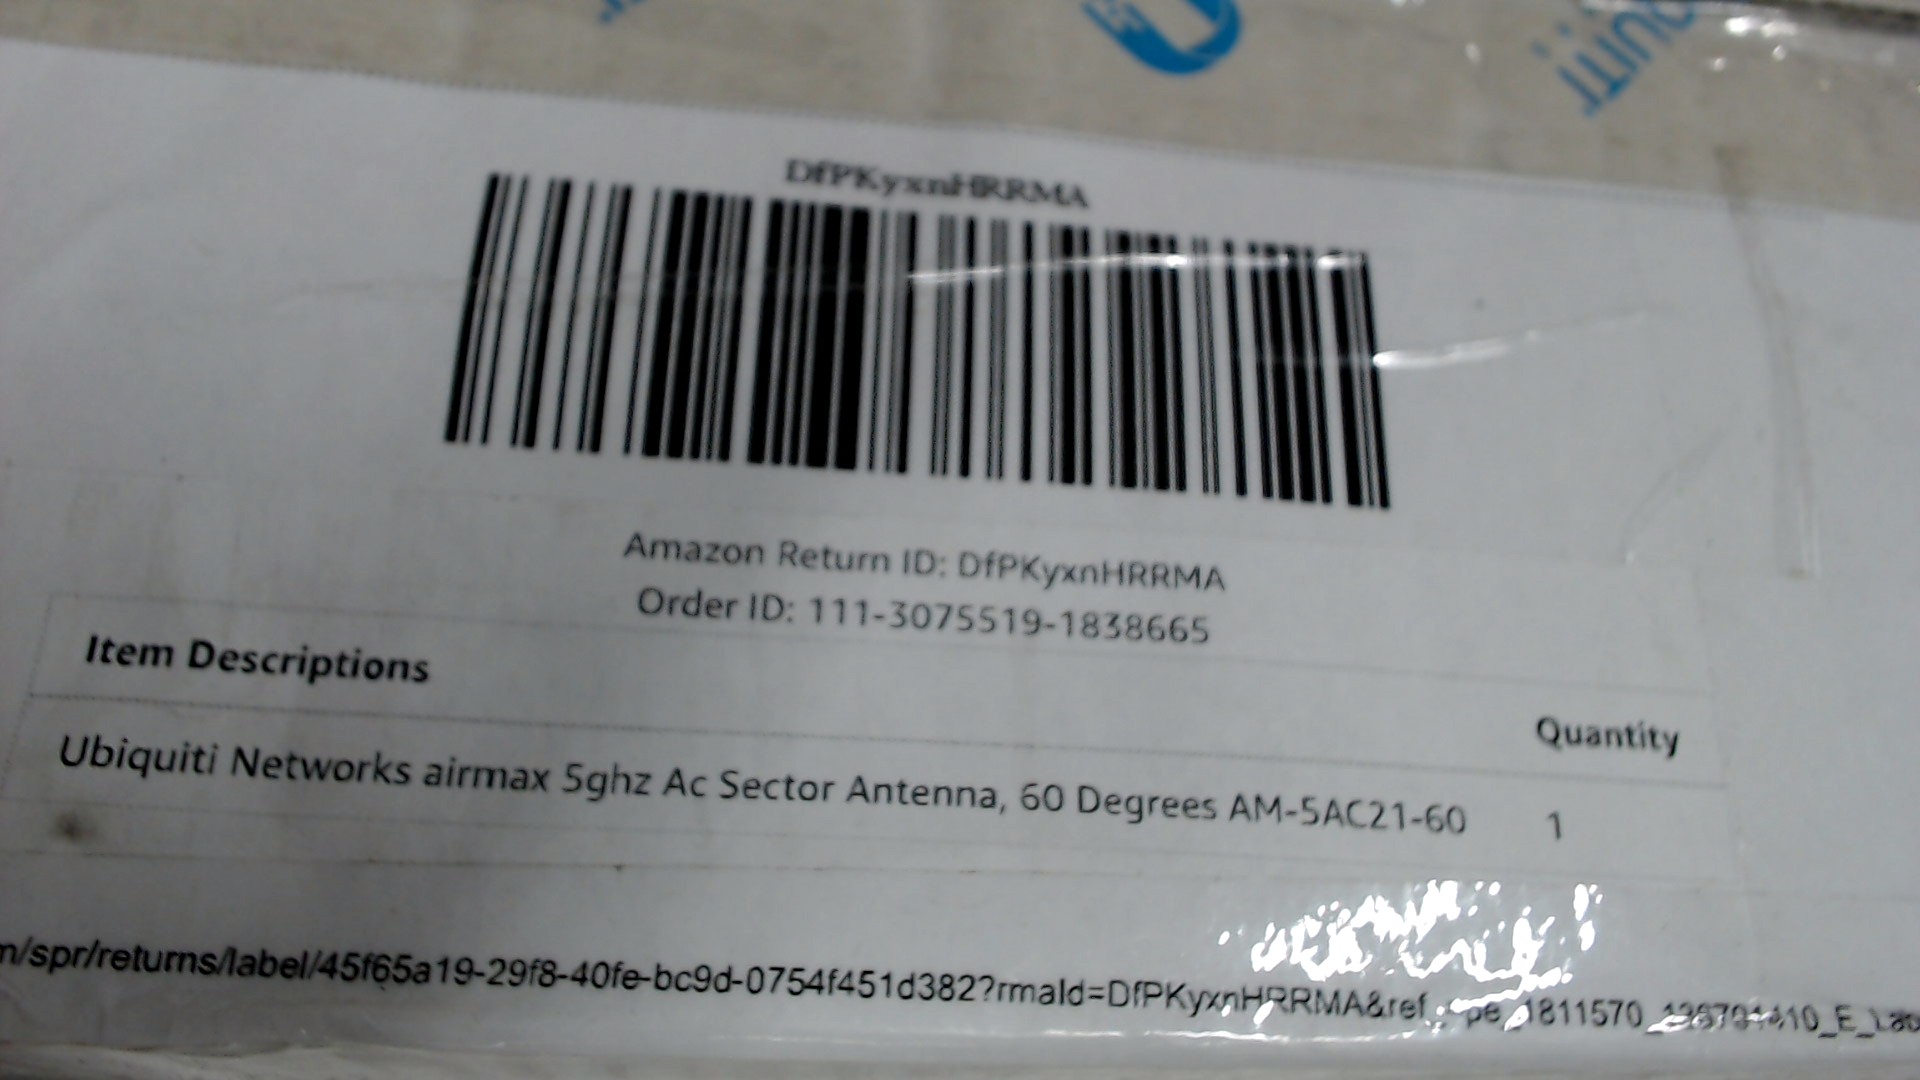 DfPKyxnHRRMA
Amazon Return ID: DfPKyxnHRRMA
Order ID: 111-3075519-1838665
Item Descriptions
Quantity
Ubiquiti Networks airmax 5ghz Ac Sector Antenna, 60 Degrees AM-5AC21-60 1
n/spr/returns/label/45f65a19-29f8-40fe-bc9d-0754f451d382?rmaId=DfPKyxnHRRMA&ref